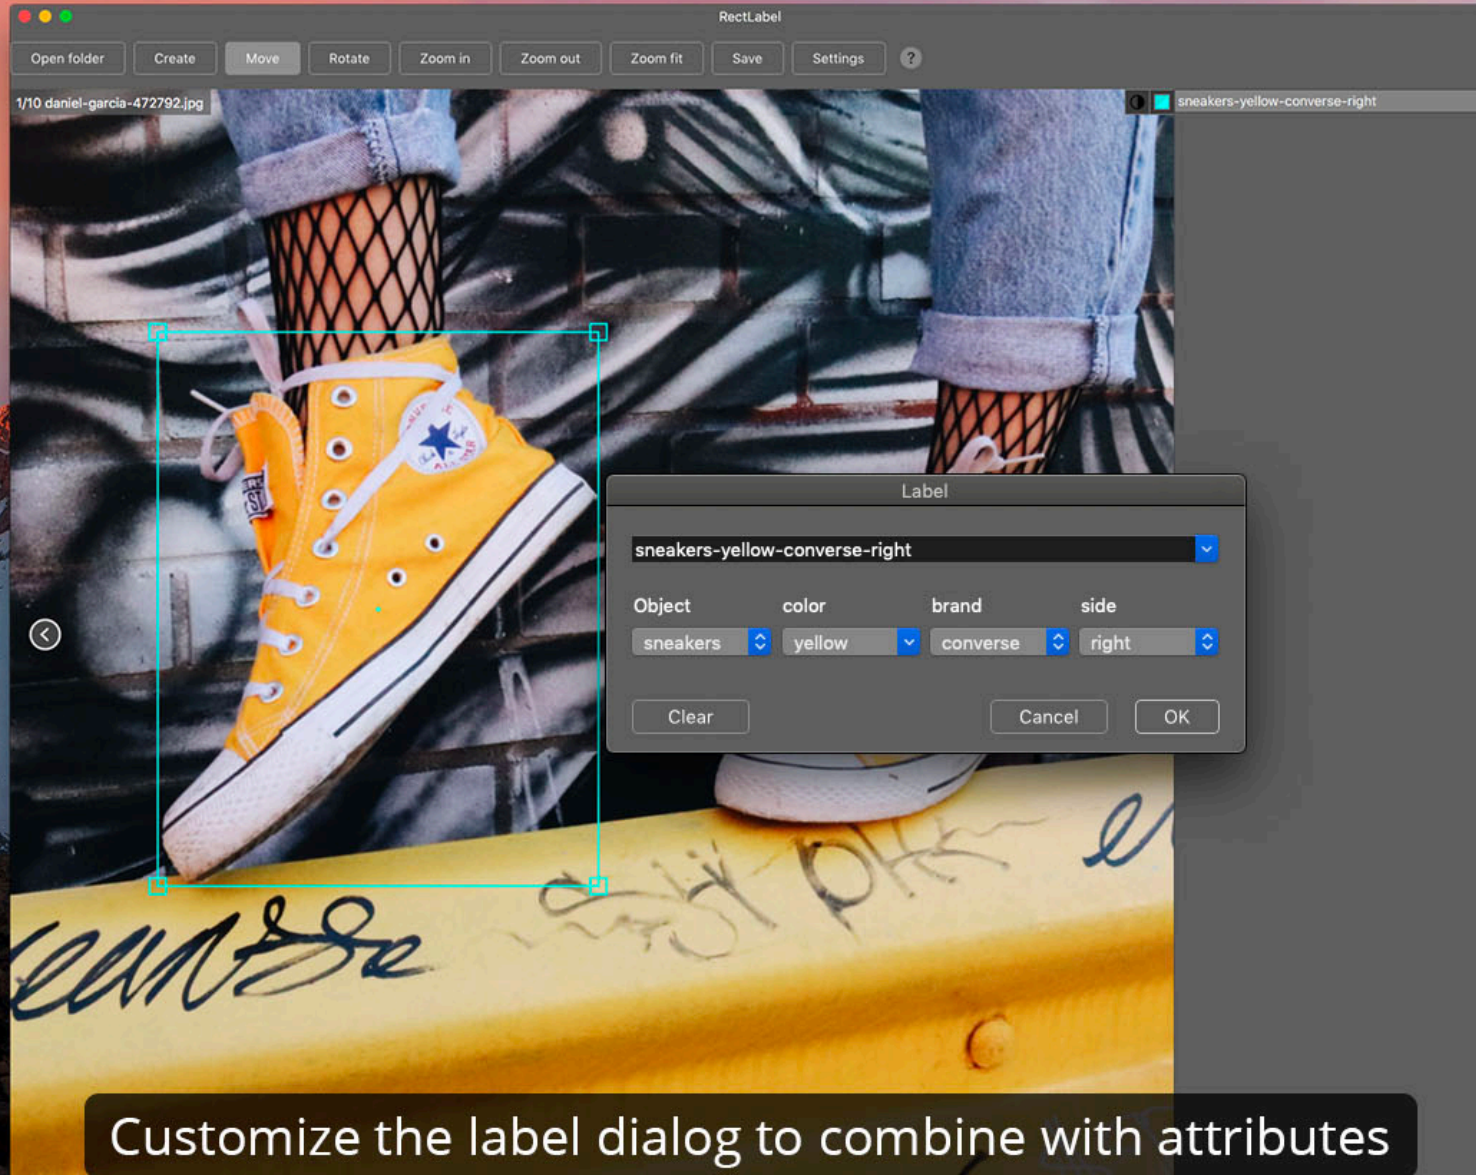 RectLabel
Open folder
Create
Move
Rotate
Zoom in
Zoom out
Zoom fit
Save
Settings
?
1/10 daniel-garcia-472792.jpg
sneakers-yellow-converse-right
Label
sneakers-yellow-converse-right
Object
color
brand
side
sneakers
yellow
converse
right
Clear
Cancel
OK
Customize the label dialog to combine with attributes